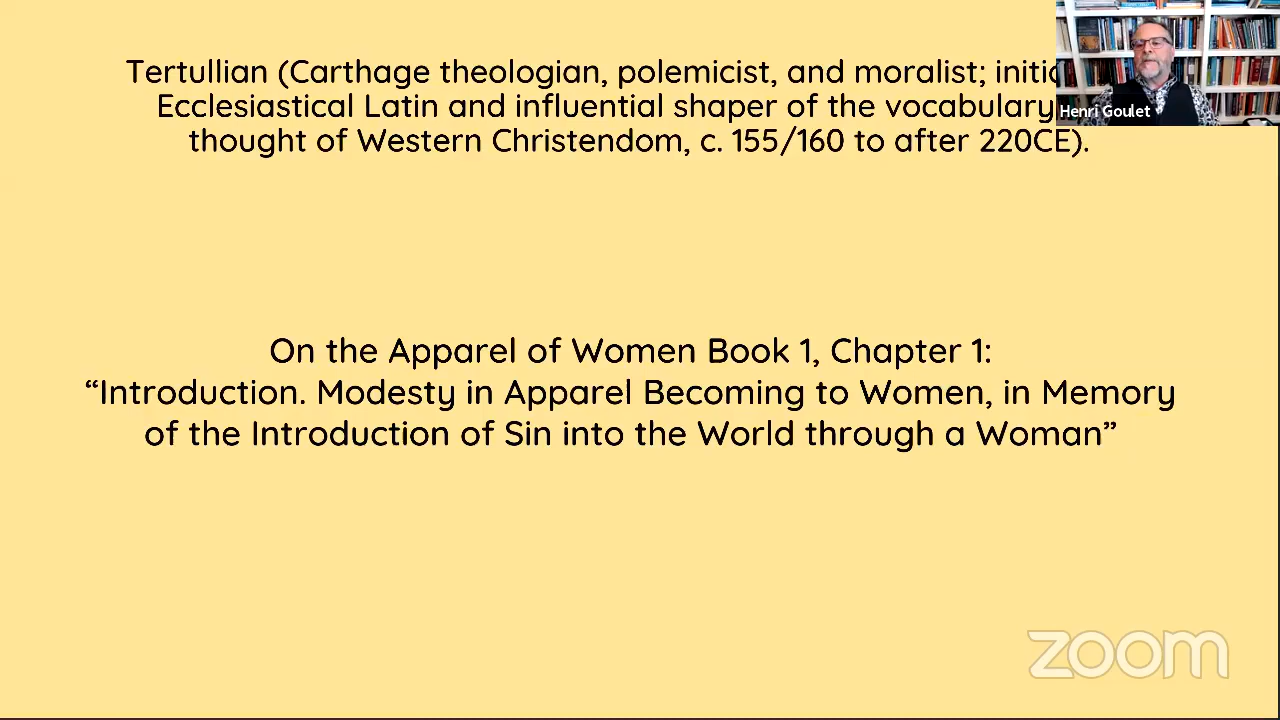 Tertullian (Carthage theologian, polemicist, and moralist;
Ecclesiastical Latin and influential shaper of the vocabulary
thought of Western Christendom, c. 155/160 to after 220CE).
Henri Goulet
On the Apparel of Women Book 1, Chapter 1:
“Introduction. Modesty in Apparel Becoming to Women, in Memory
of the Introduction of Sin into the World through a Woman”
zoom